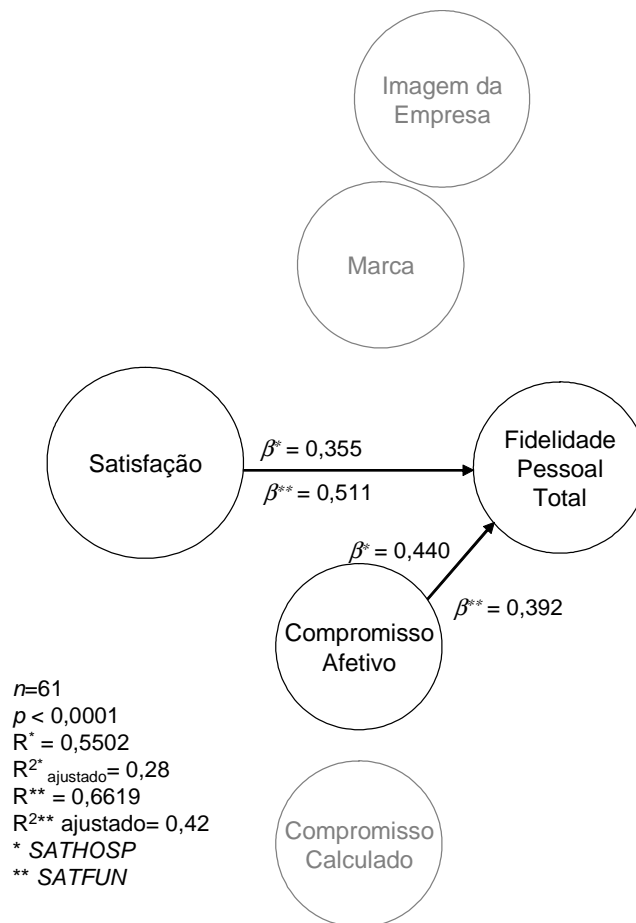 Imagem da
Empresa
Marca
Satisfação
β* = 0,355
β** = 0,511
Fidelidade
Pessoal
Total
β* = 0,440
β** = 0,392
Compromisso
Afetivo
n=61
p < 0,0001
R* = 0,5502
R²* ajustado= 0,28
R** = 0,6619
R²** ajustado= 0,42
* SATHOSP
** SATFUN
Compromisso
Calculado